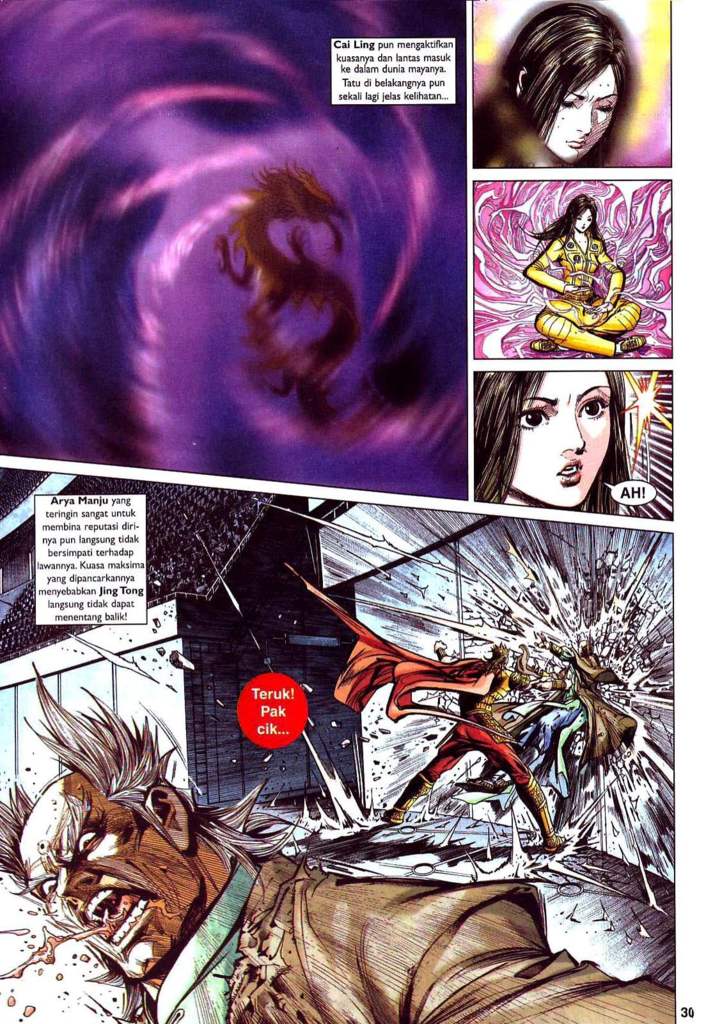 Cai Ling pun mengaktifkan
kuasanya dan lantas masuk
ke dalam dunia mayanya.
Tatu di belakangnya pun
sekali lagi jelas kelihatan...
AH!
Arya Manju yang
teringin sangat untuk
membina reputasi diri-
nya pun langsung tidak
bersimpati terhadap
lawannya. Kuasa maksima
yang dipancarkannya
menyebabkan Jing Tong
langsung tidak dapat
menentang balik!
Teruk!
Pak
cik...
30